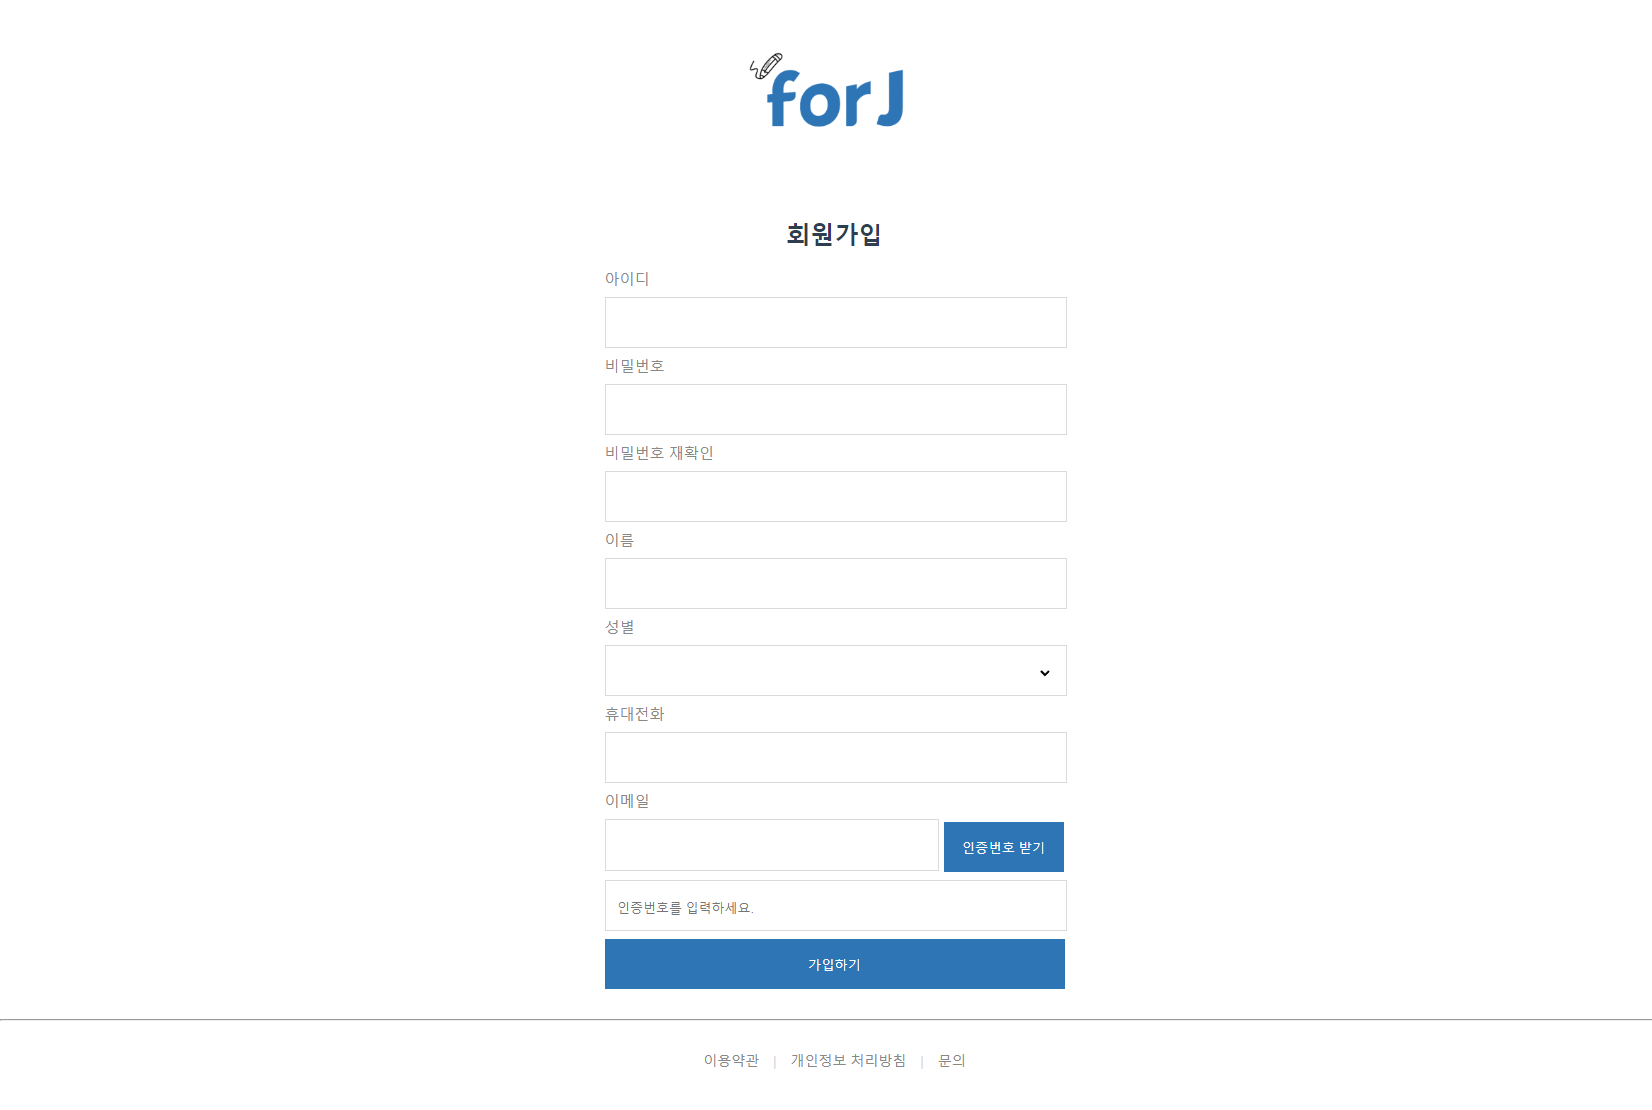 forJ
회원가입
아이디
비밀번호
비밀번호 재확인
이름
성별
휴대전화
이메일
인증번호 받기
인증번호를 입력하세요.
가입하기
이용약관 | 개인정보 처리방침 | 문의